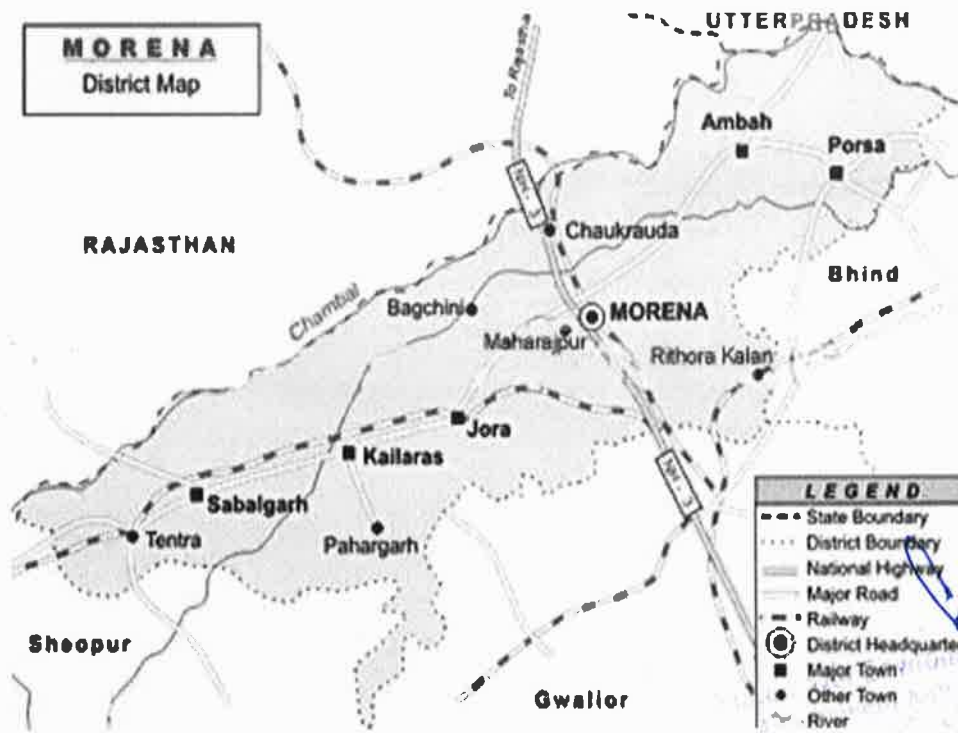 MORENA
District Map
UTTERPRADESH
To Rajastha
NH - 3
Ambah
Porsa
Chaukrauda
RAJASTHAN
Bhind
Chambal
Bagchini
MORENA
Maharajpur
Rithora Kalan
Jora
Kailaras
NH - 3
Sabalgarh
Tentra
Pahargarh
Sheopur
Gwalior
LEGEND
State Boundary
District Boundary
National Highway
Major Road
Railway
District Headquarte
Major Town
Other Town
River